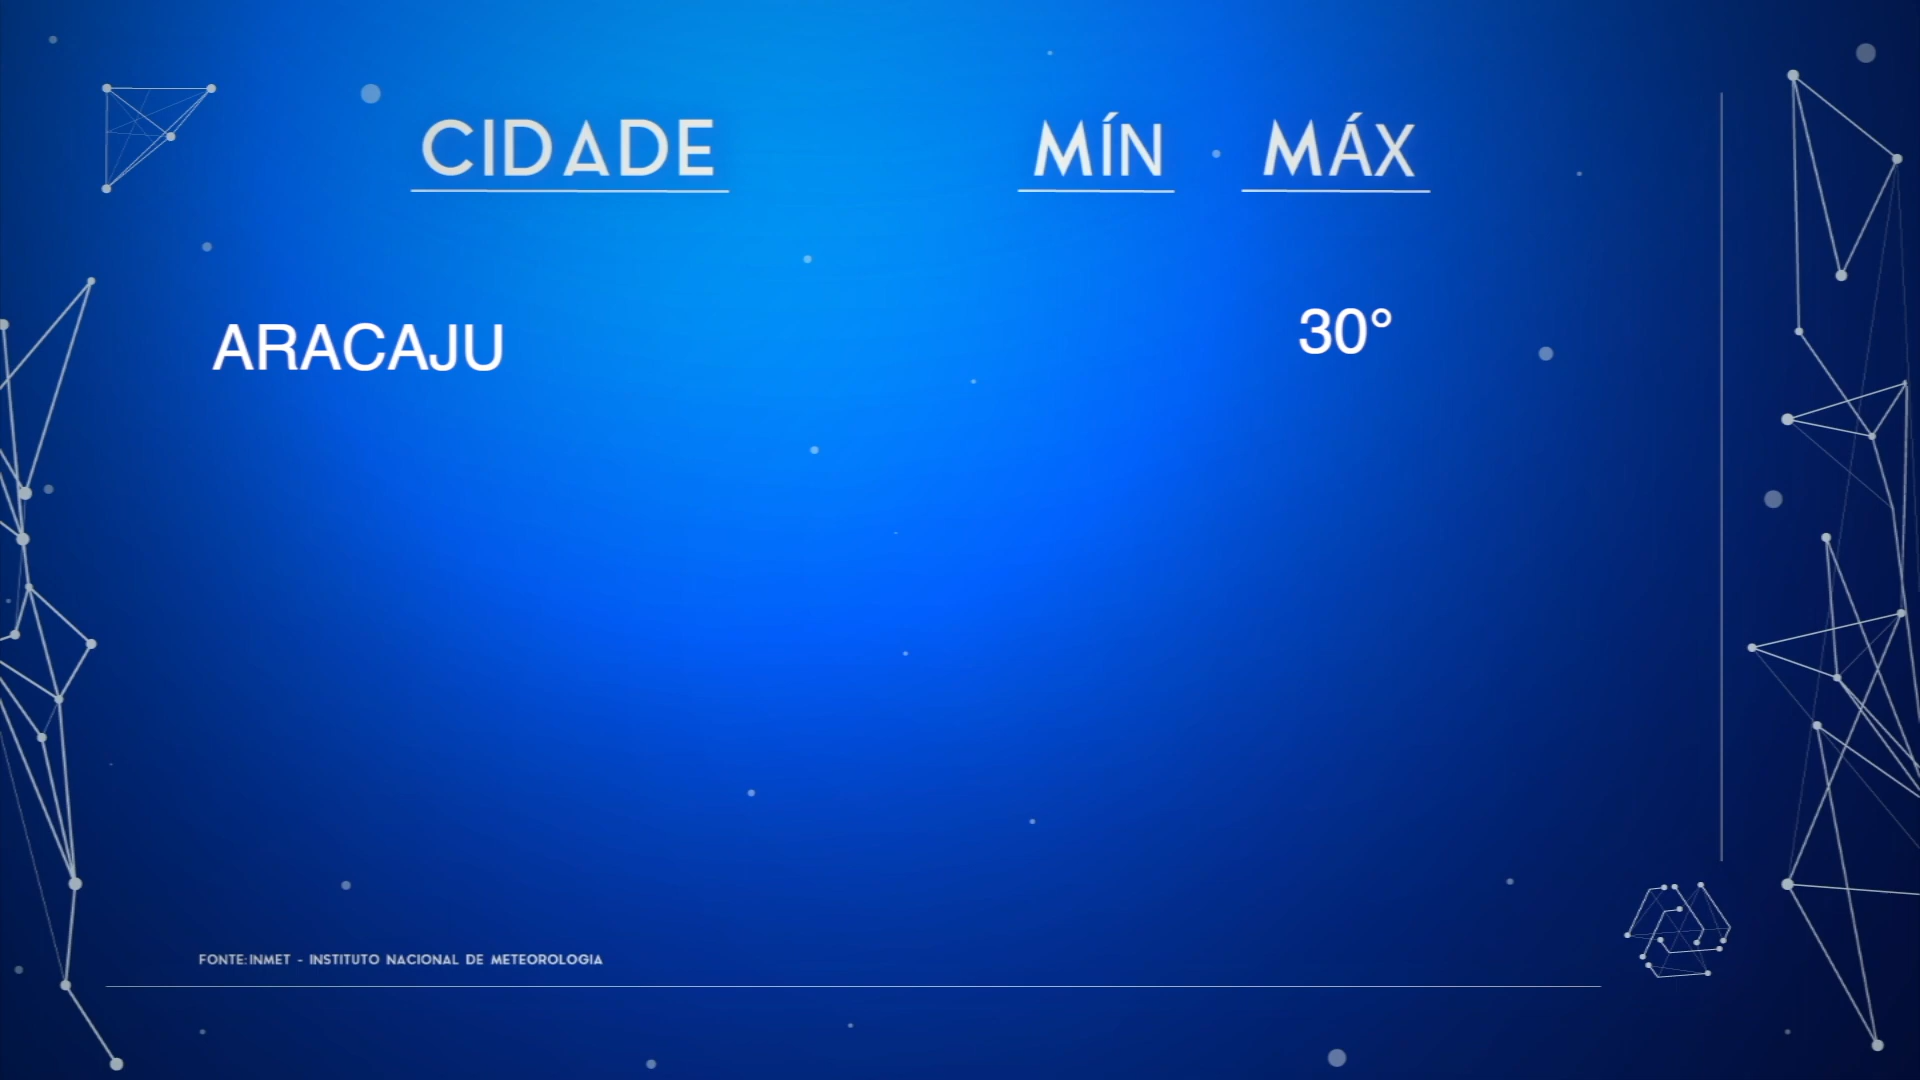 CIDADE MÍN MÁX
ARACAJU 30°
FONTE: INMET - INSTITUTO NACIONAL DE METEOROLOGIA